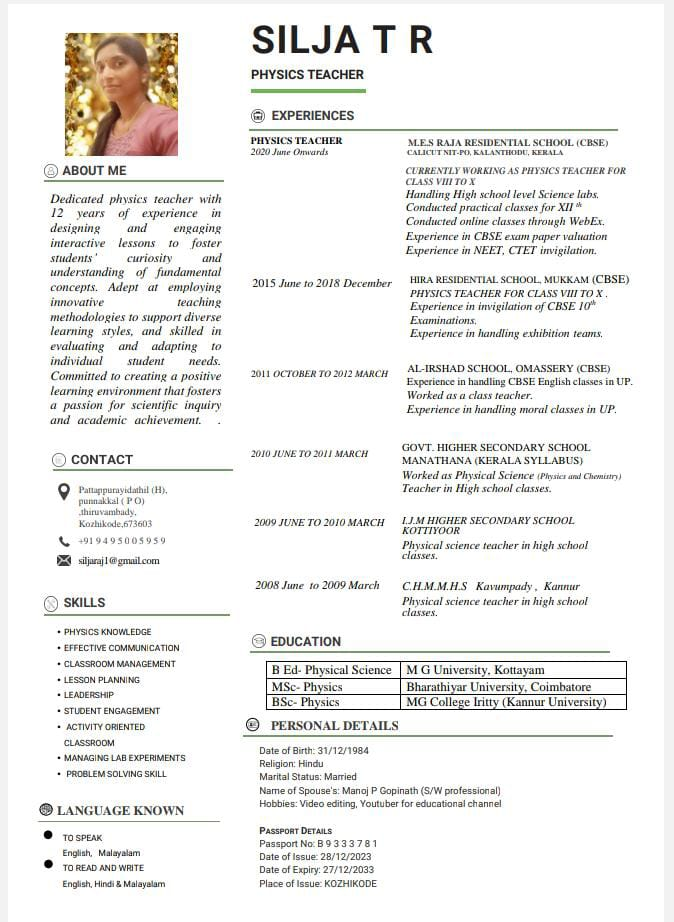 SILJA T R
PHYSICS TEACHER
ABOUT ME
Dedicated physics teacher with
12 years of experience in
designing and engaging
interactive lessons to foster
students' curiosity and
understanding of fundamental
concepts. Adept at employing
innovative teaching
methodologies to support diverse
learning styles, and skilled in
evaluating and adapting to
individual student needs.
Committed to creating a positive
learning environment that fosters
a passion for scientific inquiry
and academic achievement. .
CONTACT
Pattappurayidathil (H),
punnakkal ( P O)
,thiruvambady,
Kozhikode,673603
+91 9 4 9 5 0 0 5 9 5 9
siljaraj1@gmail.com
SKILLS
• PHYSICS KNOWLEDGE
• EFFECTIVE COMMUNICATION
• CLASSROOM MANAGEMENT
• LESSON PLANNING
• LEADERSHIP
• STUDENT ENGAGEMENT
• ACTIVITY ORIENTED
CLASSROOM
• MANAGING LAB EXPERIMENTS
• PROBLEM SOLVING SKILL
LANGUAGE KNOWN
● TO SPEAK
English, Malayalam
● TO READ AND WRITE
English, Hindi & Malayalam
EXPERIENCES
PHYSICS TEACHER
2020 June Onwards
M.E.S RAJA RESIDENTIAL SCHOOL (CBSE)
CALICUT NIT-PO, KALANTHODU, KERALA
CURRENTLY WORKING AS PHYSICS TEACHER FOR
CLASS VIII TO X
Handling High school level Science labs.
Conducted practical classes for XII th
Conducted online classes through WebEx.
Experience in CBSE exam paper valuation
Experience in NEET, CTET invigilation.
2015 June to 2018 December
HIRA RESIDENTIAL SCHOOL, MUKKAM (CBSE)
PHYSICS TEACHER FOR CLASS VIII TO X .
Experience in invigilation of CBSE 10th
Examinations.
Experience in handling exhibition teams.
2011 OCTOBER TO 2012 MARCH
AL-IRSHAD SCHOOL, OMASSERY (CBSE)
Experience in handling CBSE English classes in UP.
Worked as a class teacher.
Experience in handling moral classes in UP.
2010 JUNE TO 2011 MARCH
GOVT. HIGHER SECONDARY SCHOOL
MANATHANA (KERALA SYLLABUS)
Worked as Physical Science (Physics and Chemistry)
Teacher in High school classes.
2009 JUNE TO 2010 MARCH
I.J.M HIGHER SECONDARY SCHOOL
KOTTIYOOR
Physical science teacher in high school
classes.
2008 June to 2009 March
C.H.M.M.H.S Kavumpady , Kannur
Physical science teacher in high school
classes.
EDUCATION
B Ed- Physical Science M G University, Kottayam
MSc- Physics Bharathiyar University, Coimbatore
BSc- Physics MG College Iritty (Kannur University)
PERSONAL DETAILS
Date of Birth: 31/12/1984
Religion: Hindu
Marital Status: Married
Name of Spouse's: Manoj P Gopinath (S/W professional)
Hobbies: Video editing, Youtuber for educational channel
PASSPORT DETAILS
Passport No: B 9 3 3 3 7 8 1
Date of Issue: 28/12/2023
Date of Expiry: 27/12/2033
Place of Issue: KOZHIKODE